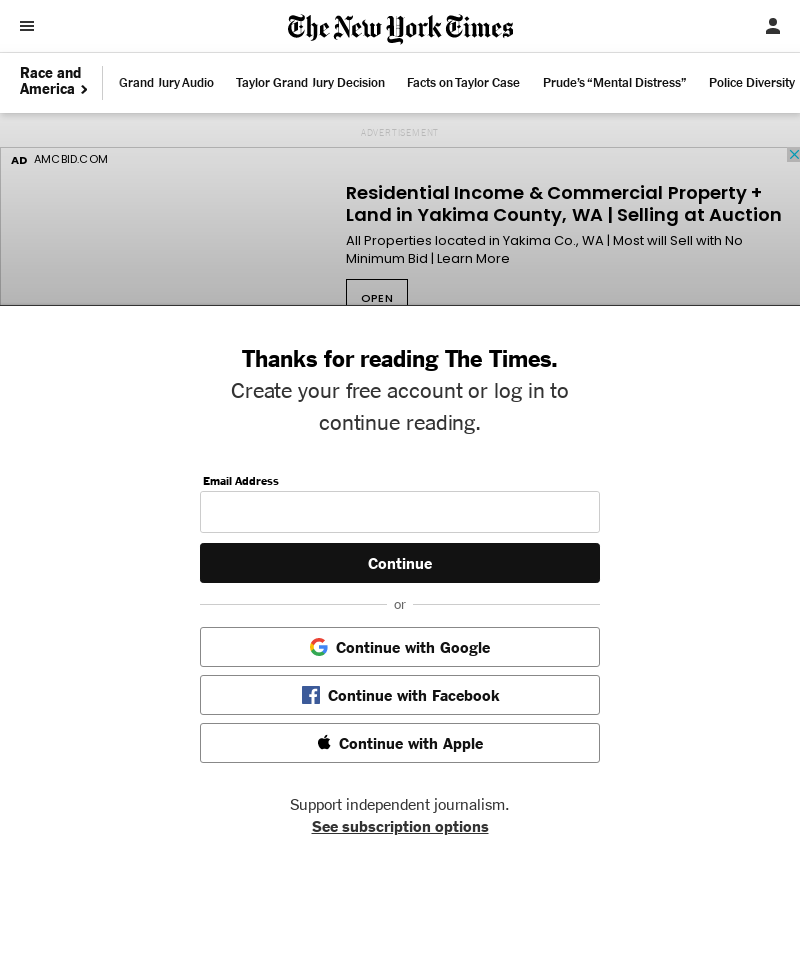 The New York Times
Race and
America
Grand Jury Audio
Taylor Grand Jury Decision
Facts on Taylor Case
Prude's “Mental Distress”
Police Diversity
ADVERTISEMENT
AD AMCBID.COM
Residential Income & Commercial Property +
Land in Yakima County, WA | Selling at Auction
All Properties located in Yakima Co., WA | Most will Sell with No
Minimum Bid | Learn More
OPEN
Thanks for reading The Times.
Create your free account or log in to
continue reading.
Email Address
Continue
or
Continue with Google
Continue with Facebook
Continue with Apple
Support independent journalism.
See subscription options